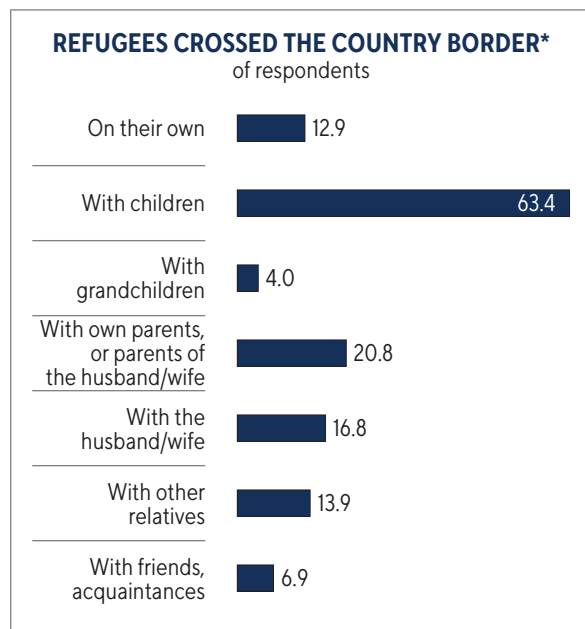 REFUGEES CROSSED THE COUNTRY BORDER*
of respondents
On their own
12.9
With children
63.4
With
grandchildren
4.0
With own parents,
or parents of
the husband/wife
20.8
With the
husband/wife
16.8
With other
relatives
13.9
With friends,
acquaintances
6.9